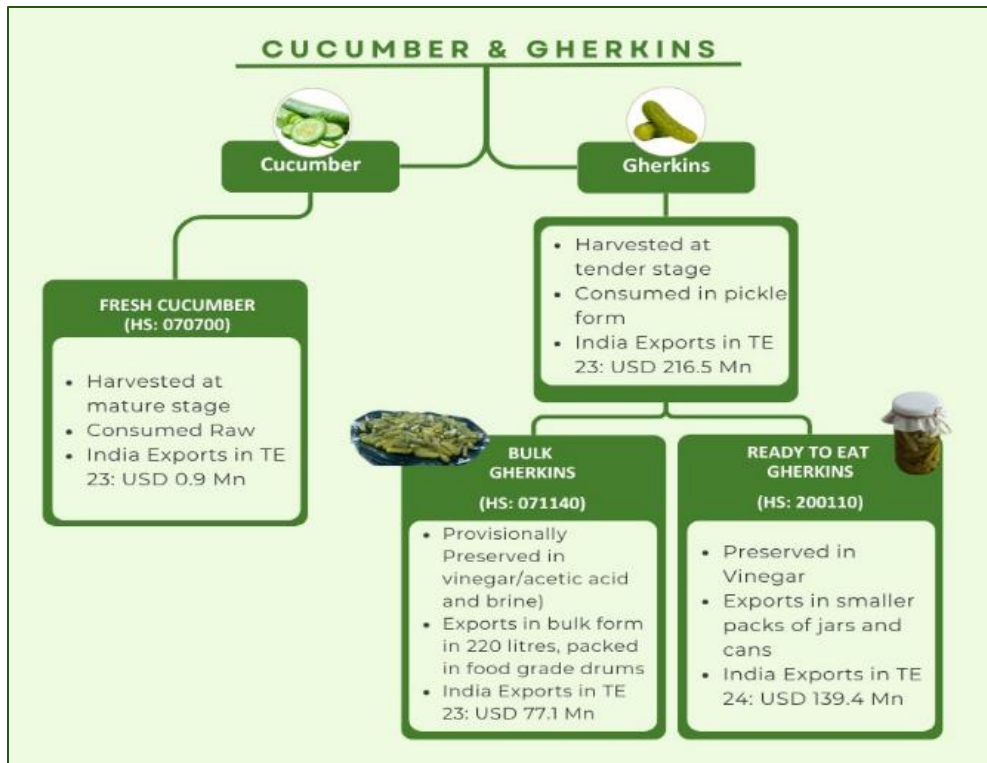 CUCUMBER & GHERKINS
Cucumber
Gherkins
FRESH CUCUMBER
(HS: 070700)
• Harvested at
mature stage
• Consumed Raw
• India Exports in TE
23: USD 0.9 Mn
• Harvested at
tender stage
• Consumed in pickle
form
• India Exports in TE
23: USD 216.5 Mn
BULK
GHERKINS
(HS: 071140)
• Provisionally
Preserved in
vinegar/acetic acid
and brine)
• Exports in bulk form
in 220 litres, packed
in food grade drums
• India Exports in TE
23: USD 77.1 Mn
READY TO EAT
GHERKINS
(HS: 200110)
• Preserved in
Vinegar
• Exports in smaller
packs of jars and
cans
• India Exports in TE
24: USD 139.4 Mn